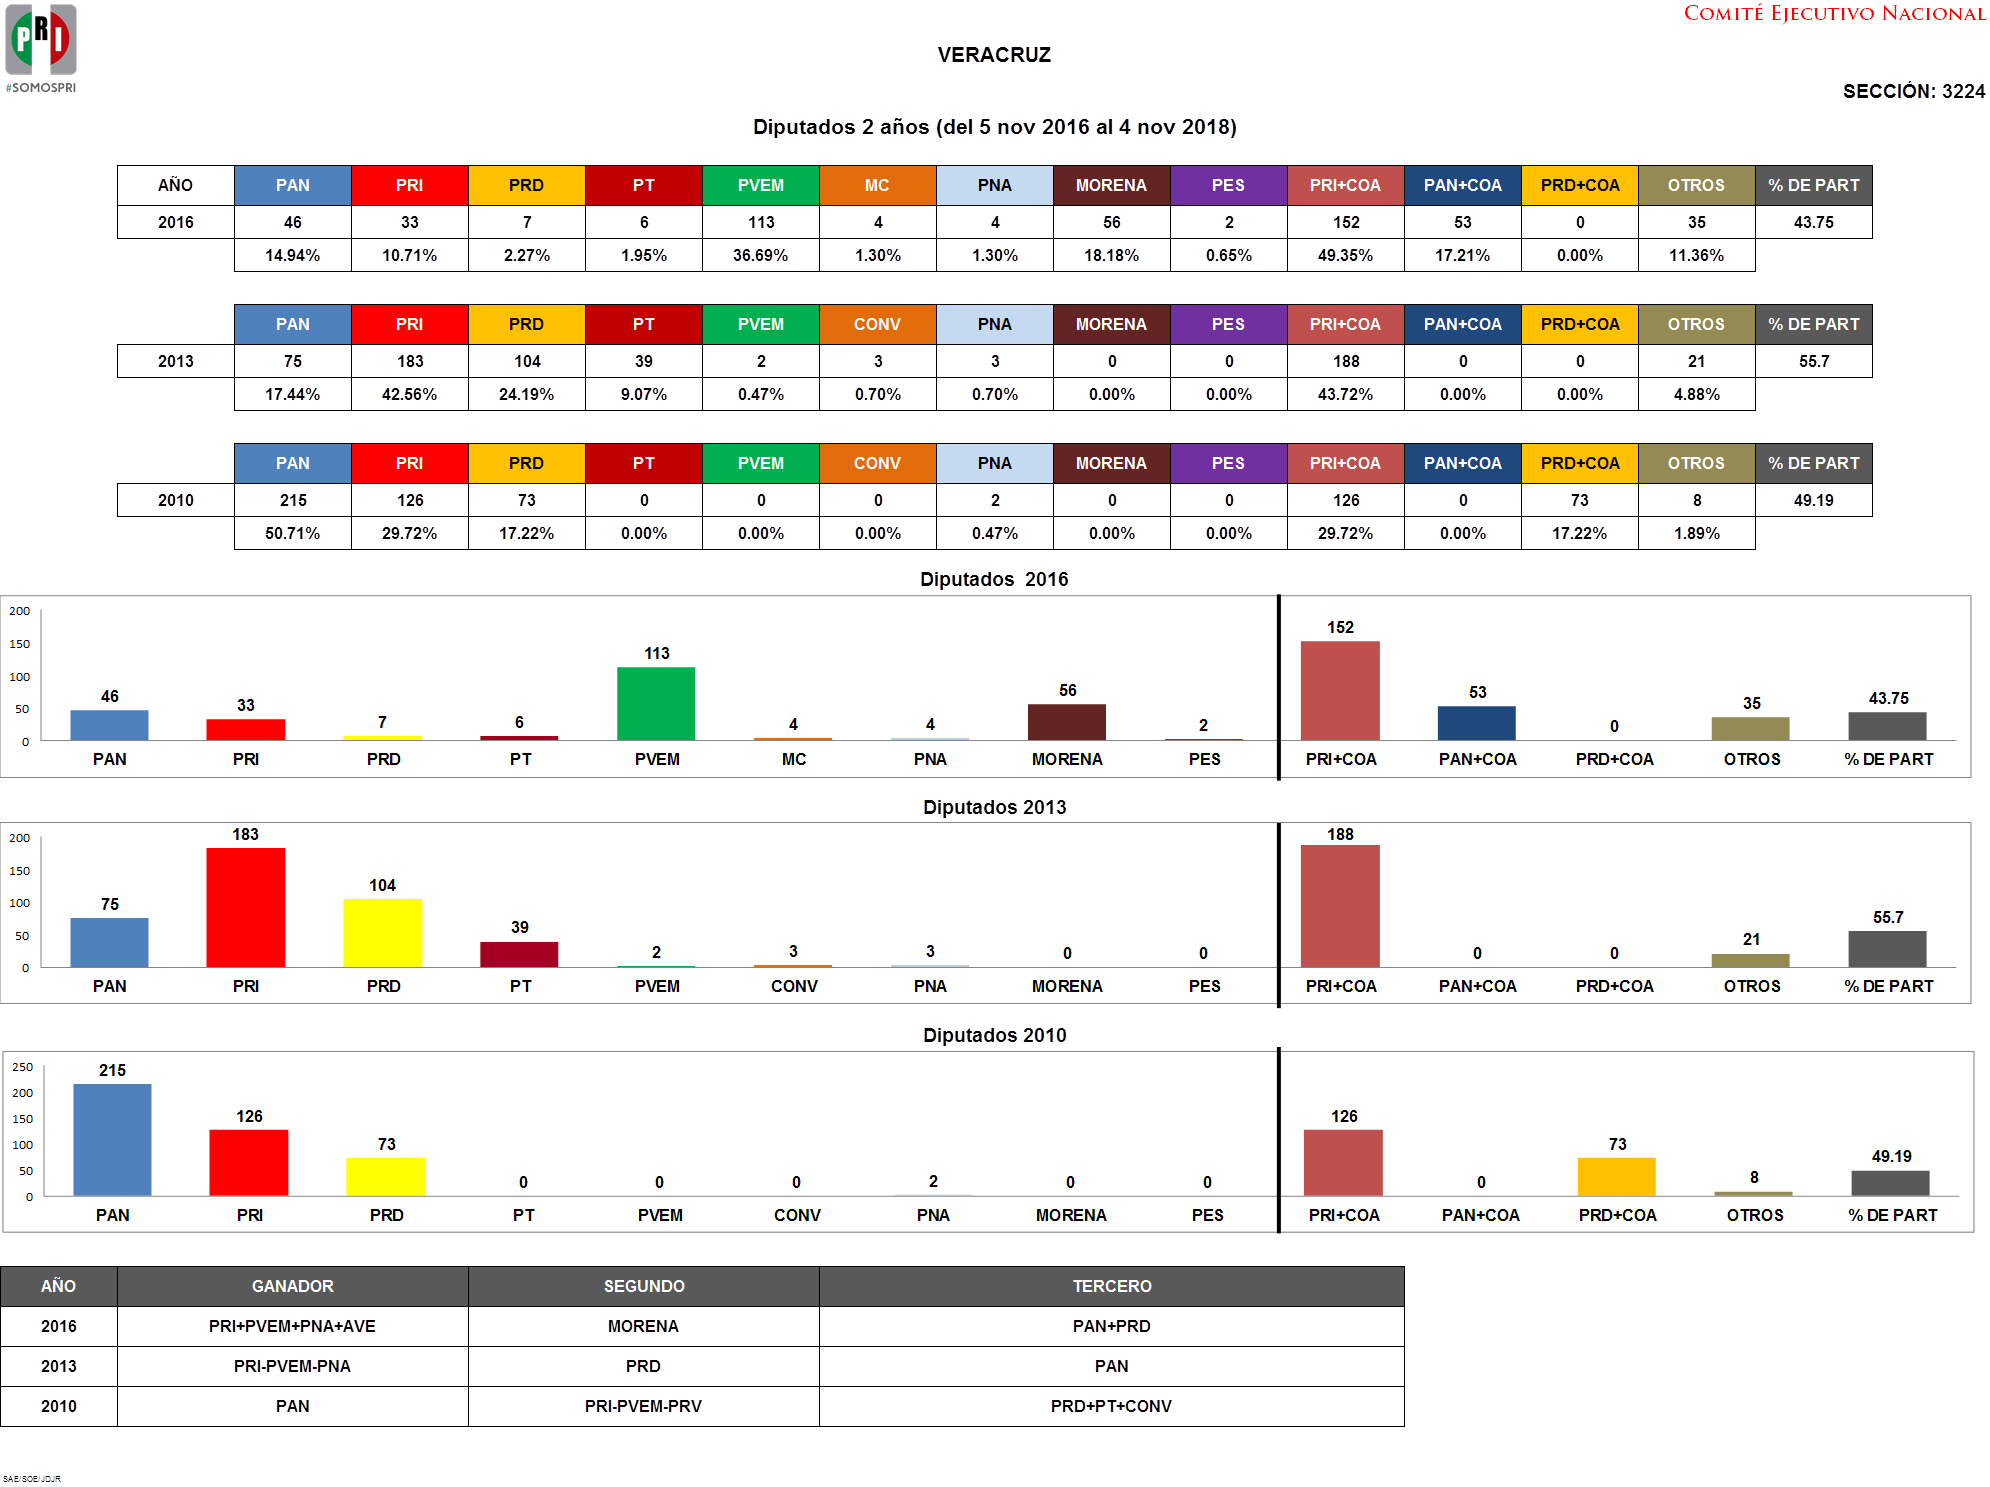 PRI
#SOMOSPRI
COMITÉ EJECUTIVO NACIONAL
VERACRUZ
SECCIÓN: 3224
Diputados 2 años (del 5 nov 2016 al 4 nov 2018)
AÑO PAN PRI PRD PT PVEM MC PNA MORENA PES PRI+COA PAN+COA PRD+COA OTROS % DE PART
2016 46 33 7 6 113 4 4 56 2 152 53 0 35 43.75
14.94% 10.71% 2.27% 1.95% 36.69% 1.30% 1.30% 18.18% 0.65% 49.35% 17.21% 0.00% 11.36%
PAN PRI PRD PT PVEM CONV PNA MORENA PES PRI+COA PAN+COA PRD+COA OTROS % DE PART
2013 75 183 104 39 2 3 3 0 0 188 0 0 21 55.7
17.44% 42.56% 24.19% 9.07% 0.47% 0.70% 0.70% 0.00% 0.00% 43.72% 0.00% 0.00% 4.88%
PAN PRI PRD PT PVEM CONV PNA MORENA PES PRI+COA PAN+COA PRD+COA OTROS % DE PART
2010 215 126 73 0 0 0 2 0 0 126 0 73 8 49.19
50.71% 29.72% 17.22% 0.00% 0.00% 0.00% 0.47% 0.00% 0.00% 29.72% 0.00% 17.22% 1.89%
Diputados 2016
200
150
100
50
0
46 33 7 6 113 4 4 56 2 152 53 0 35 43.75
PAN PRI PRD PT PVEM MC PNA MORENA PES PRI+COA PAN+COA PRD+COA OTROS % DE PART
Diputados 2013
200
150
100
50
0
75 183 104 39 2 3 3 0 0 188 0 0 21 55.7
PAN PRI PRD PT PVEM CONV PNA MORENA PES PRI+COA PAN+COA PRD+COA OTROS % DE PART
Diputados 2010
250
200
150
100
50
0
215 126 73 0 0 0 2 0 0 126 0 73 8 49.19
PAN PRI PRD PT PVEM CONV PNA MORENA PES PRI+COA PAN+COA PRD+COA OTROS % DE PART
AÑO GANADOR SEGUNDO TERCERO
2016 PRI+PVEM+PNA+AVE MORENA PAN+PRD
2013 PRI-PVEM-PNA PRD PAN
2010 PAN PRI-PVEM-PRV PRD+PT+CONV
SAE/SOE/JDJR